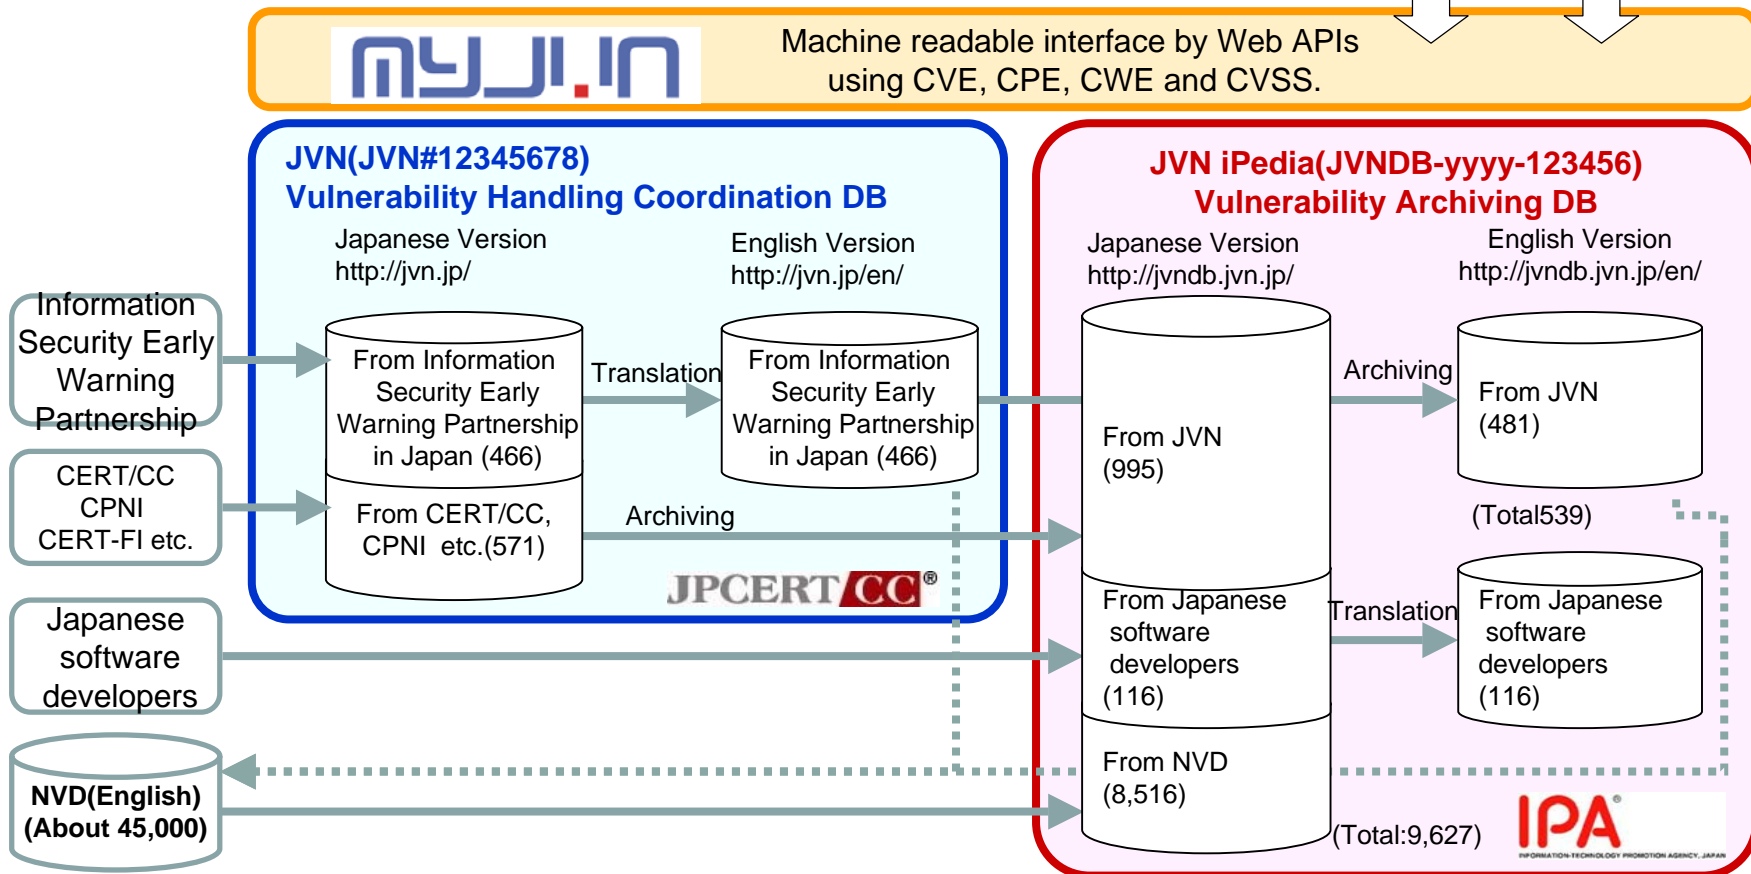 MYJVN
Machine readable interface by Web APIs
using CVE, CPE, CWE and CVSS.
JVN(JVN#12345678)
Vulnerability Handling Coordination DB
Japanese Version
http://jvn.jp/
English Version
http://jvn.jp/en/
JVN iPedia(JVNDB-yyyy-123456)
Vulnerability Archiving DB
Japanese Version
http://jvndb.jvn.jp/
English Version
http://jvndb.jvn.jp/en/
Information
Security Early
Warning
Partnership
From Information
Security Early
Warning Partnership
in Japan (466)
Translation
From Information
Security Early
Warning Partnership
in Japan (466)
From JVN
(995)
Archiving
From JVN
(481)
(Total539)
CERT/CC
CPNI
CERT-FI etc.
From CERT/CC,
CPNI etc.(571)
Archiving
JPCERT/CC®
Japanese
software
developers
From Japanese
software
developers
(116)
Translation
From Japanese
software
developers
(116)
NVD(English)
(About 45,000)
From NVD
(8,516)
(Total:9,627)
IPA®
INFORMATION-TECHNOLOGY PROMOTION AGENCY, JAPAN